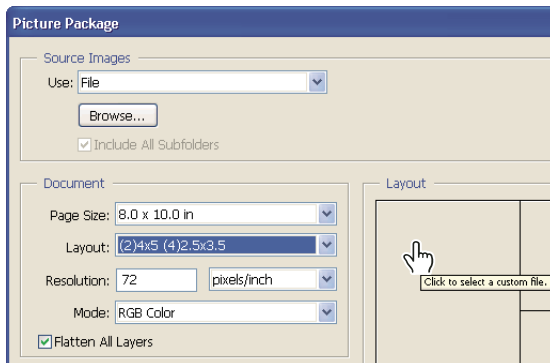 Picture Package
Source Images
Use: File
Browse...
Include All Subfolders
Document
Page Size: 8.0 x 10.0 in
Layout: (2)4x5 (4)2.5x3.5
Resolution: 72 pixels/inch
Mode: RGB Color
Flatten All Layers
Layout
Click to select a custom file.